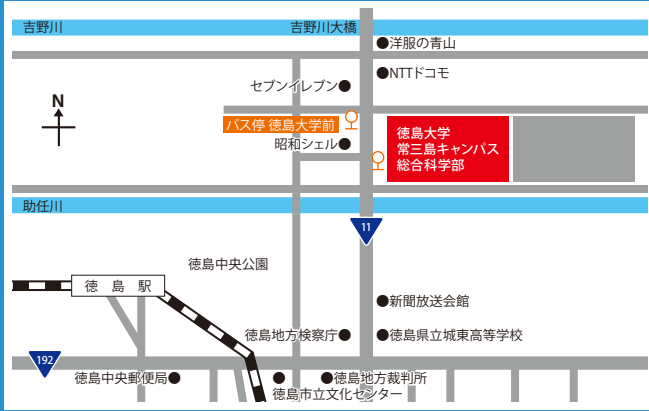 吉野川
吉野川大橋
●洋服の青山
●NTTドコモ
セブンイレブン●
N
バス停 徳島大学前
昭和シェル●
徳島大学
常三島キャンパス
総合科学部
助任川
11
徳島中央公園
徳島駅
●新聞放送会館
徳島地方検察庁●
●徳島県立城東高等学校
192
徳島中央郵便局●
●徳島地方裁判所
●
徳島市立文化センター